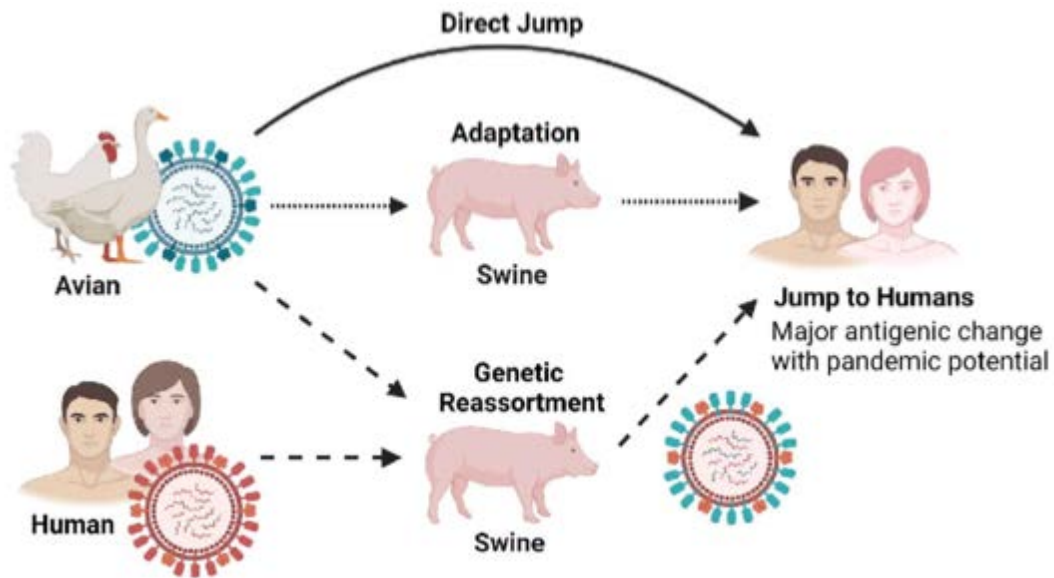 Direct Jump
Adaptation
Avian
Swine
Jump to Humans
Major antigenic change
with pandemic potential
Genetic
Reassortment
Human
Swine